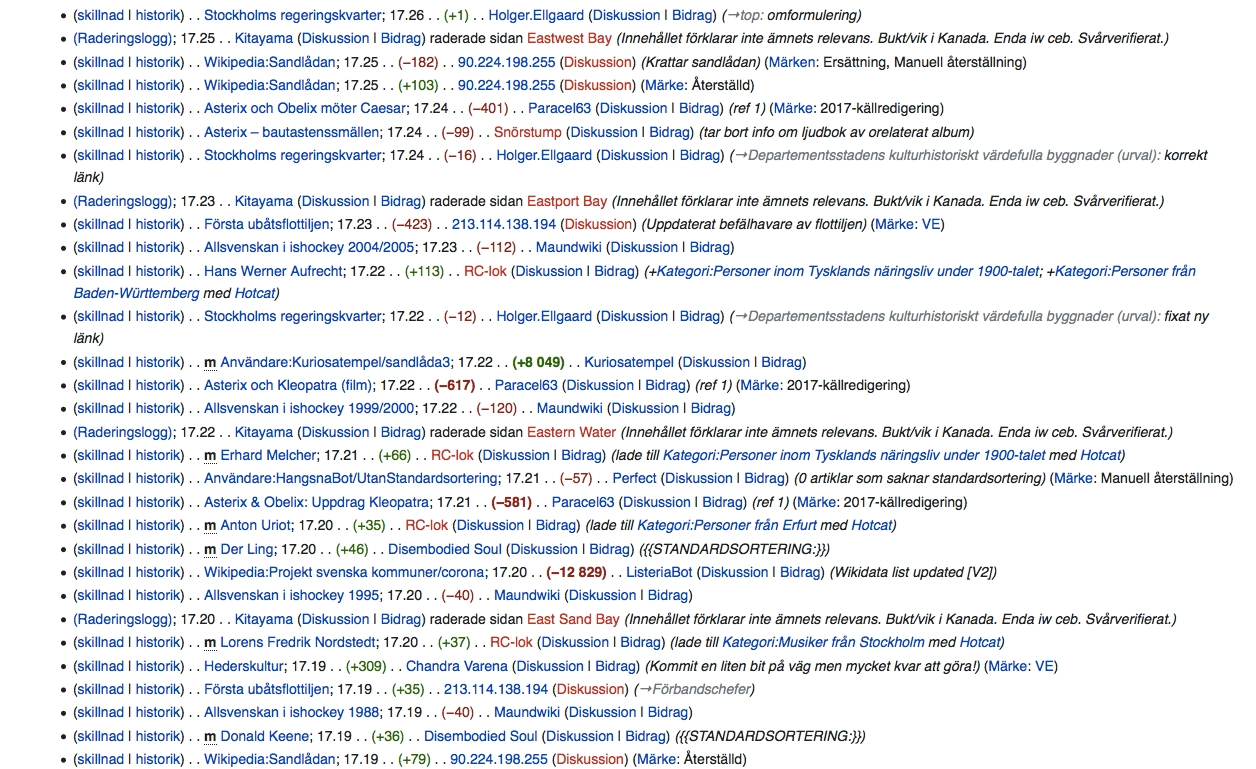 (skillnad | historik) . . Stockholms regeringskvarter; 17.26 . . (+1) . . Holger.Ellgaard (Diskussion | Bidrag) (→top: omformulering)
(Raderingslogg); 17.25 . . Kitayama (Diskussion | Bidrag) raderade sidan Eastwest Bay (Innehållet förklarar inte ämnets relevans. Bukt/vik i Kanada. Enda iw ceb. Svårverifierat.)
(skillnad | historik) . . Wikipedia:Sandlådan; 17.25 . . (−182) . . 90.224.198.255 (Diskussion) (Krattar sandlådan) (Märken: Ersättning, Manuell återställning)
(skillnad | historik) . . Wikipedia:Sandlådan; 17.25 . . (+103) . . 90.224.198.255 (Diskussion) (Märke: Återställd)
(skillnad | historik) . . Asterix och Obelix möter Caesar; 17.24 . . (−401) . . Paracel63 (Diskussion | Bidrag) (ref 1) (Märke: 2017-källredigering)
(skillnad | historik) . . Asterix – bautastenssmällen; 17.24 . . (−99) . . Snörstump (Diskussion | Bidrag) (tar bort info om ljudbok av orelaterat album)
(skillnad | historik) . . Stockholms regeringskvarter; 17.24 . . (−16) . . Holger.Ellgaard (Diskussion | Bidrag) (→Departementsstadens kulturhistoriskt värdefulla byggnader (urval): korrekt
länk)
(Raderingslogg); 17.23 . . Kitayama (Diskussion | Bidrag) raderade sidan Eastport Bay (Innehållet förklarar inte ämnets relevans. Bukt/vik i Kanada. Enda iw ceb. Svårverifierat.)
(skillnad | historik) . . Första ubåtsflottiljen; 17.23 . . (−423) . . 213.114.138.194 (Diskussion) (Uppdaterat befälhavare av flottiljen) (Märke: VE)
(skillnad | historik) . . Allsvenskan i ishockey 2004/2005; 17.23 . . (−112) . . Maundwiki (Diskussion | Bidrag)
(skillnad | historik) . . Hans Werner Aufrecht; 17.22 . . (+113) . . RC-lok (Diskussion | Bidrag) (+Kategori:Personer inom Tysklands näringsliv under 1900-talet; +Kategori:Personer från
Baden-Württemberg med Hotcat)
(skillnad | historik) . . Stockholms regeringskvarter; 17.22 . . (−12) . . Holger.Ellgaard (Diskussion | Bidrag) (→Departementsstadens kulturhistoriskt värdefulla byggnader (urval): fixat ny
länk)
(skillnad | historik) . . m Användare:Kuriosatempel/sandlåda3; 17.22 . . (+8 049) . . Kuriosatempel (Diskussion | Bidrag)
(skillnad | historik) . . Asterix och Kleopatra (film); 17.22 . . (−617) . . Paracel63 (Diskussion | Bidrag) (ref 1) (Märke: 2017-källredigering)
(skillnad | historik) . . Allsvenskan i ishockey 1999/2000; 17.22 . . (−120) . . Maundwiki (Diskussion | Bidrag)
(Raderingslogg); 17.22 . . Kitayama (Diskussion | Bidrag) raderade sidan Eastern Water (Innehållet förklarar inte ämnets relevans. Bukt/vik i Kanada. Enda iw ceb. Svårverifierat.)
(skillnad | historik) . . m Erhard Melcher; 17.21 . . (+66) . . RC-lok (Diskussion | Bidrag) (lade till Kategori:Personer inom Tysklands näringsliv under 1900-talet med Hotcat)
(skillnad | historik) . . Användare:HangsnaBot/UtanStandardsortering; 17.21 . . (−57) . . Perfect (Diskussion | Bidrag) (0 artiklar som saknar standardsortering) (Märke: Manuell återställning)
(skillnad | historik) . . Asterix & Obelix: Uppdrag Kleopatra; 17.21 . . (−581) . . Paracel63 (Diskussion | Bidrag) (ref 1) (Märke: 2017-källredigering)
(skillnad | historik) . . m Anton Uriot; 17.20 . . (+35) . . RC-lok (Diskussion | Bidrag) (lade till Kategori:Personer från Erfurt med Hotcat)
(skillnad | historik) . . m Der Ling; 17.20 . . (+46) . . Disembodied Soul (Diskussion | Bidrag) ({{STANDARDSORTERING:}})
(skillnad | historik) . . Wikipedia:Projekt svenska kommuner/corona; 17.20 . . (−12 829) . . ListeriaBot (Diskussion | Bidrag) (Wikidata list updated [V2])
(skillnad | historik) . . Allsvenskan i ishockey 1995; 17.20 . . (−40) . . Maundwiki (Diskussion | Bidrag)
(Raderingslogg); 17.20 . . Kitayama (Diskussion | Bidrag) raderade sidan East Sand Bay (Innehållet förklarar inte ämnets relevans. Bukt/vik i Kanada. Enda iw ceb. Svårverifierat.)
(skillnad | historik) . . m Lorens Fredrik Nordstedt; 17.20 . . (+37) . . RC-lok (Diskussion | Bidrag) (lade till Kategori:Musiker från Stockholm med Hotcat)
(skillnad | historik) . . Hederskultur; 17.19 . . (+309) . . Chandra Varena (Diskussion | Bidrag) (Kommit en liten bit på väg men mycket kvar att göra!) (Märke: VE)
(skillnad | historik) . . Första ubåtsflottiljen; 17.19 . . (+35) . . 213.114.138.194 (Diskussion) (→Förbandschefer)
(skillnad | historik) . . Allsvenskan i ishockey 1988; 17.19 . . (−40) . . Maundwiki (Diskussion | Bidrag)
(skillnad | historik) . . m Donald Keene; 17.19 . . (+36) . . Disembodied Soul (Diskussion | Bidrag) ({{STANDARDSORTERING:}})
(skillnad | historik) . . Wikipedia:Sandlådan; 17.19 . . (+79) . . 90.224.198.255 (Diskussion) (Märke: Återställd)